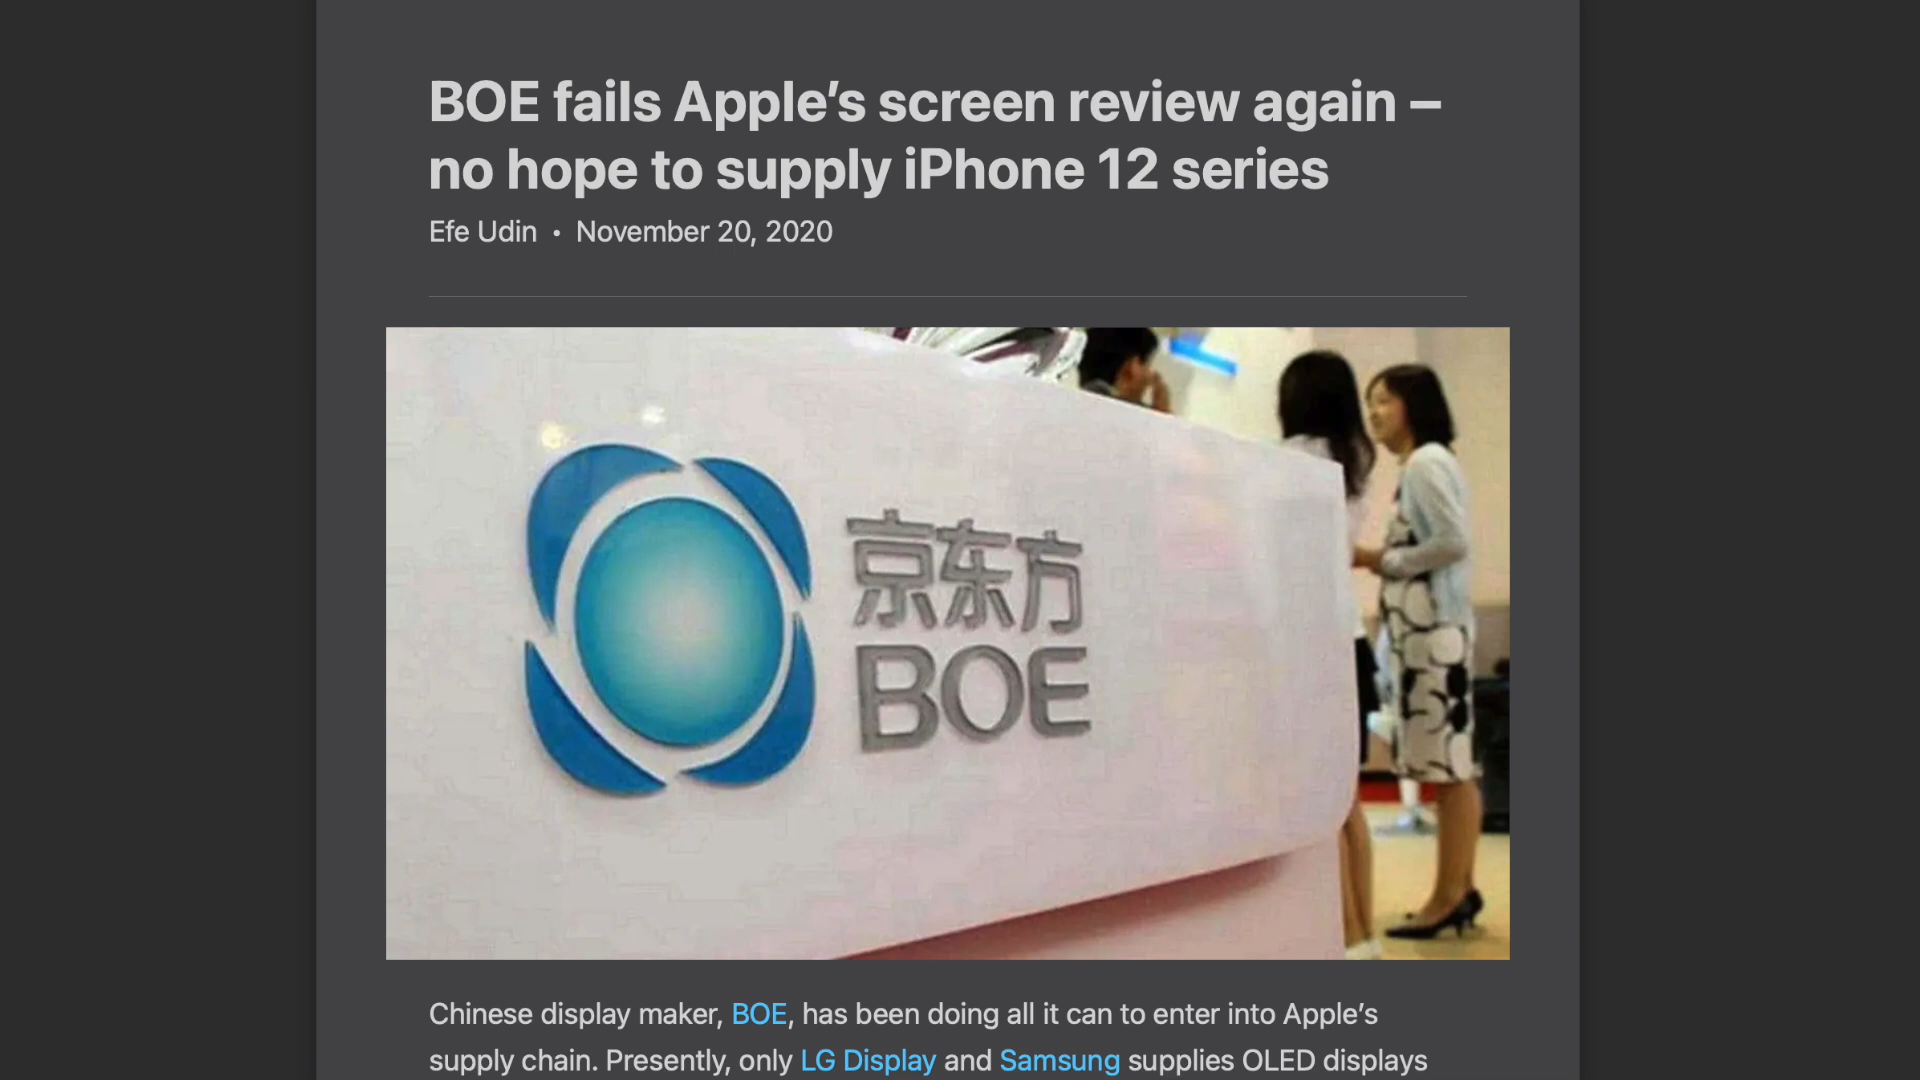 BOE fails Apple’s screen review again –
no hope to supply iPhone 12 series
Efe Udin • November 20, 2020
京东方
BOE
Chinese display maker, BOE, has been doing all it can to enter into Apple’s
supply chain. Presently, only LG Display and Samsung supplies OLED displays